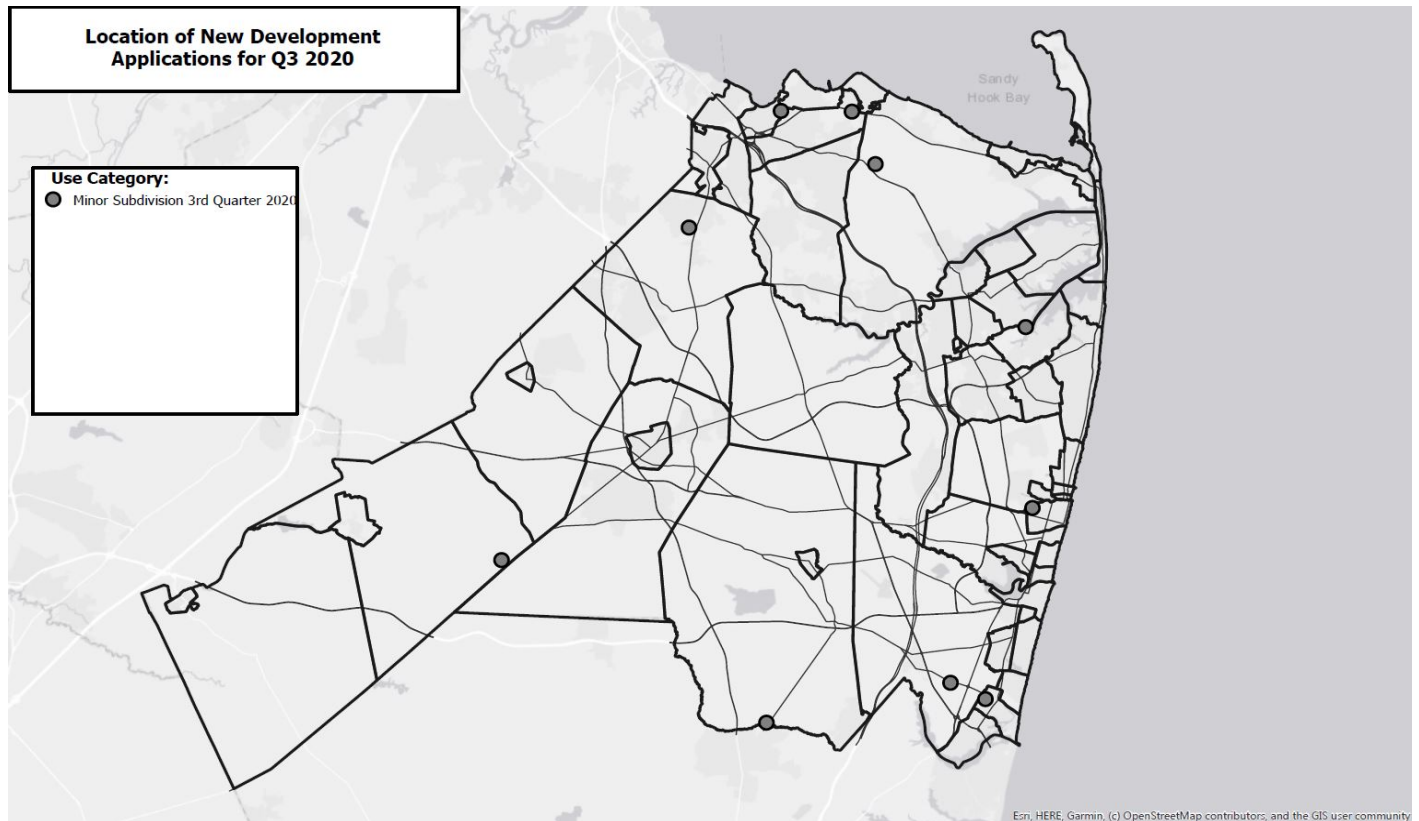 Location of New Development
Applications for Q3 2020
Sandy
Hook Bay
Use Category:
Minor Subdivision 3rd Quarter 2020
Esri, HERE, Garmin, (c) OpenStreetMap contributors, and the GIS user community